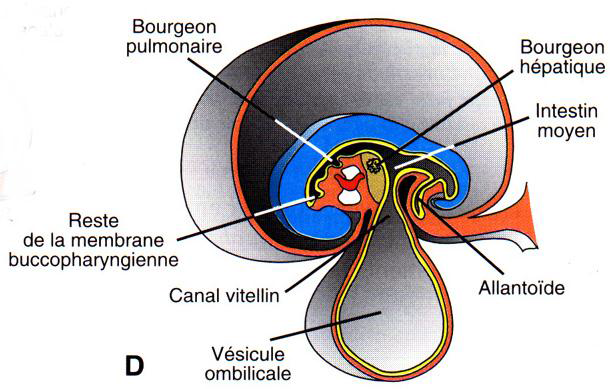 Bourgeon
pulmonaire
Bourgeon
hépatique
Intestin
moyen
Reste
de la membrane
buccopharyngienne
Canal vitellin
Allantoïde
Vésicule
ombilicale
D